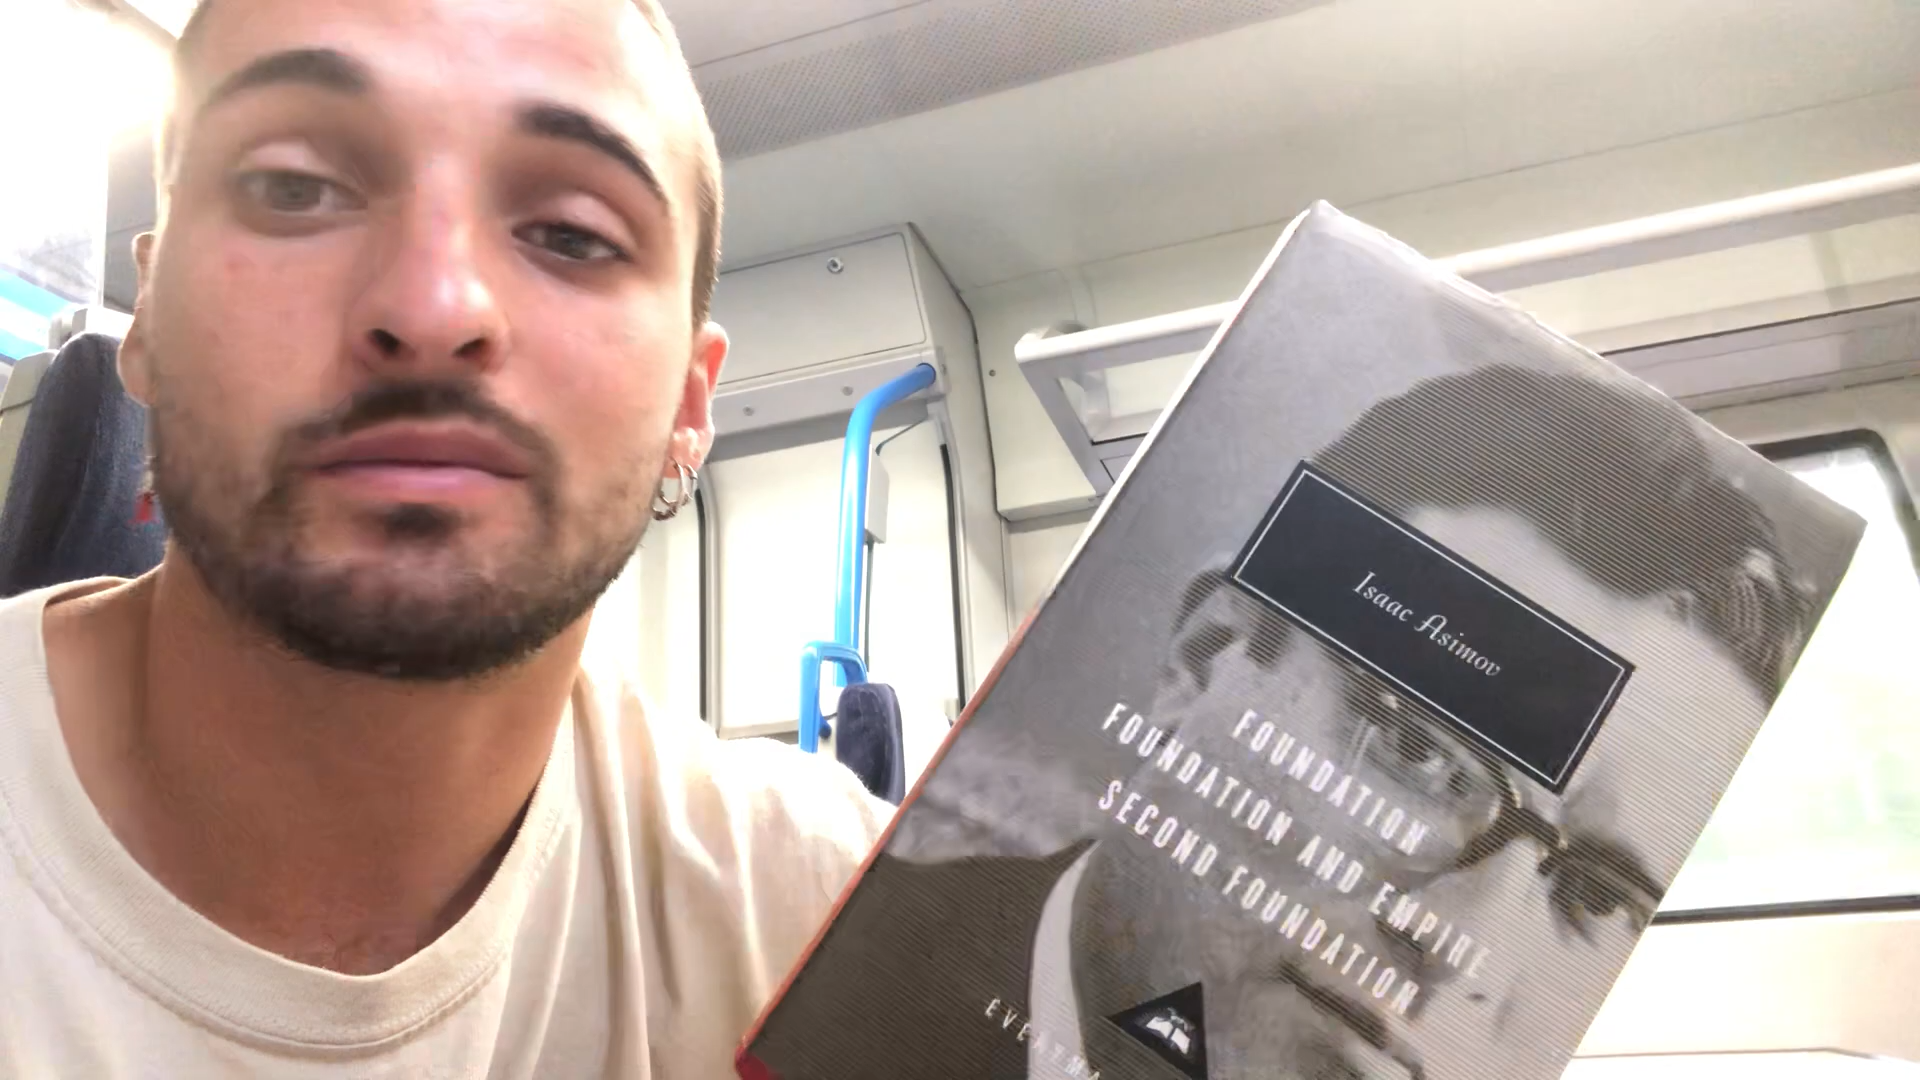 Isaac Asimov
FOUNDATION
FOUNDATION AND EMPIRE
SECOND FOUNDATION